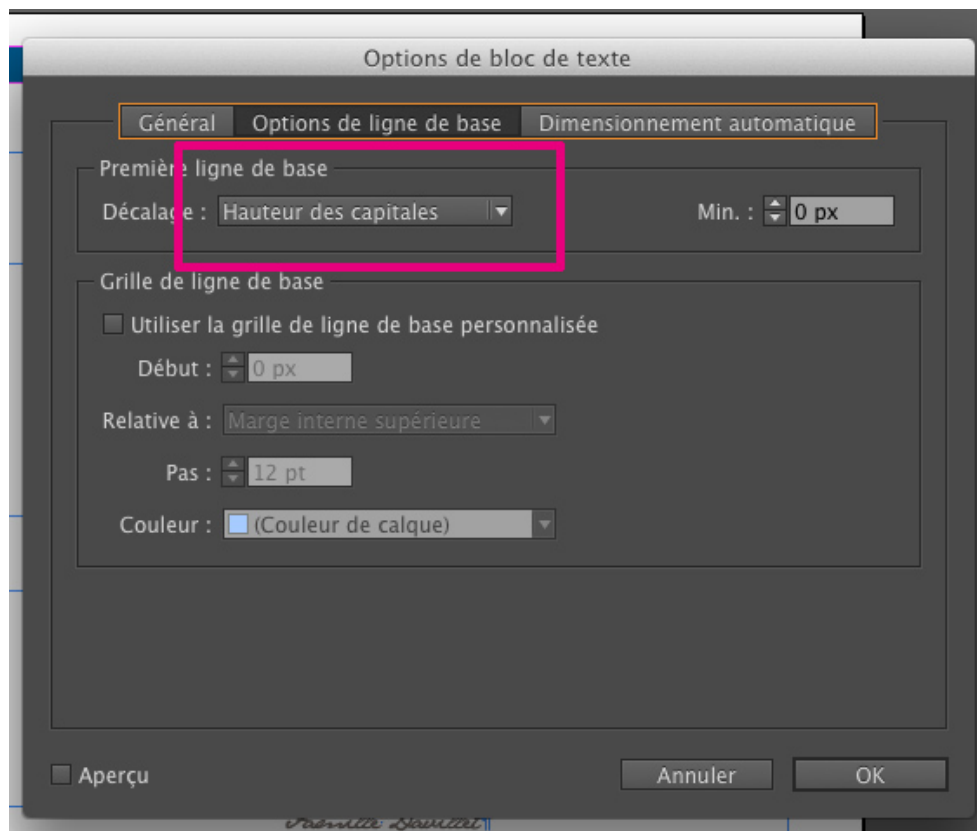 Options de bloc de texte
Général Options de ligne de base Dimensionnement automatique
Première ligne de base
Décalage : Hauteur des capitales Min. : 0 px
Grille de ligne de base
Utiliser la grille de ligne de base personnalisée
Début : 0 px
Relative à : Marge interne supérieure
Pas : 12 pt
Couleur : (Couleur de calque)
Aperçu Annuler OK